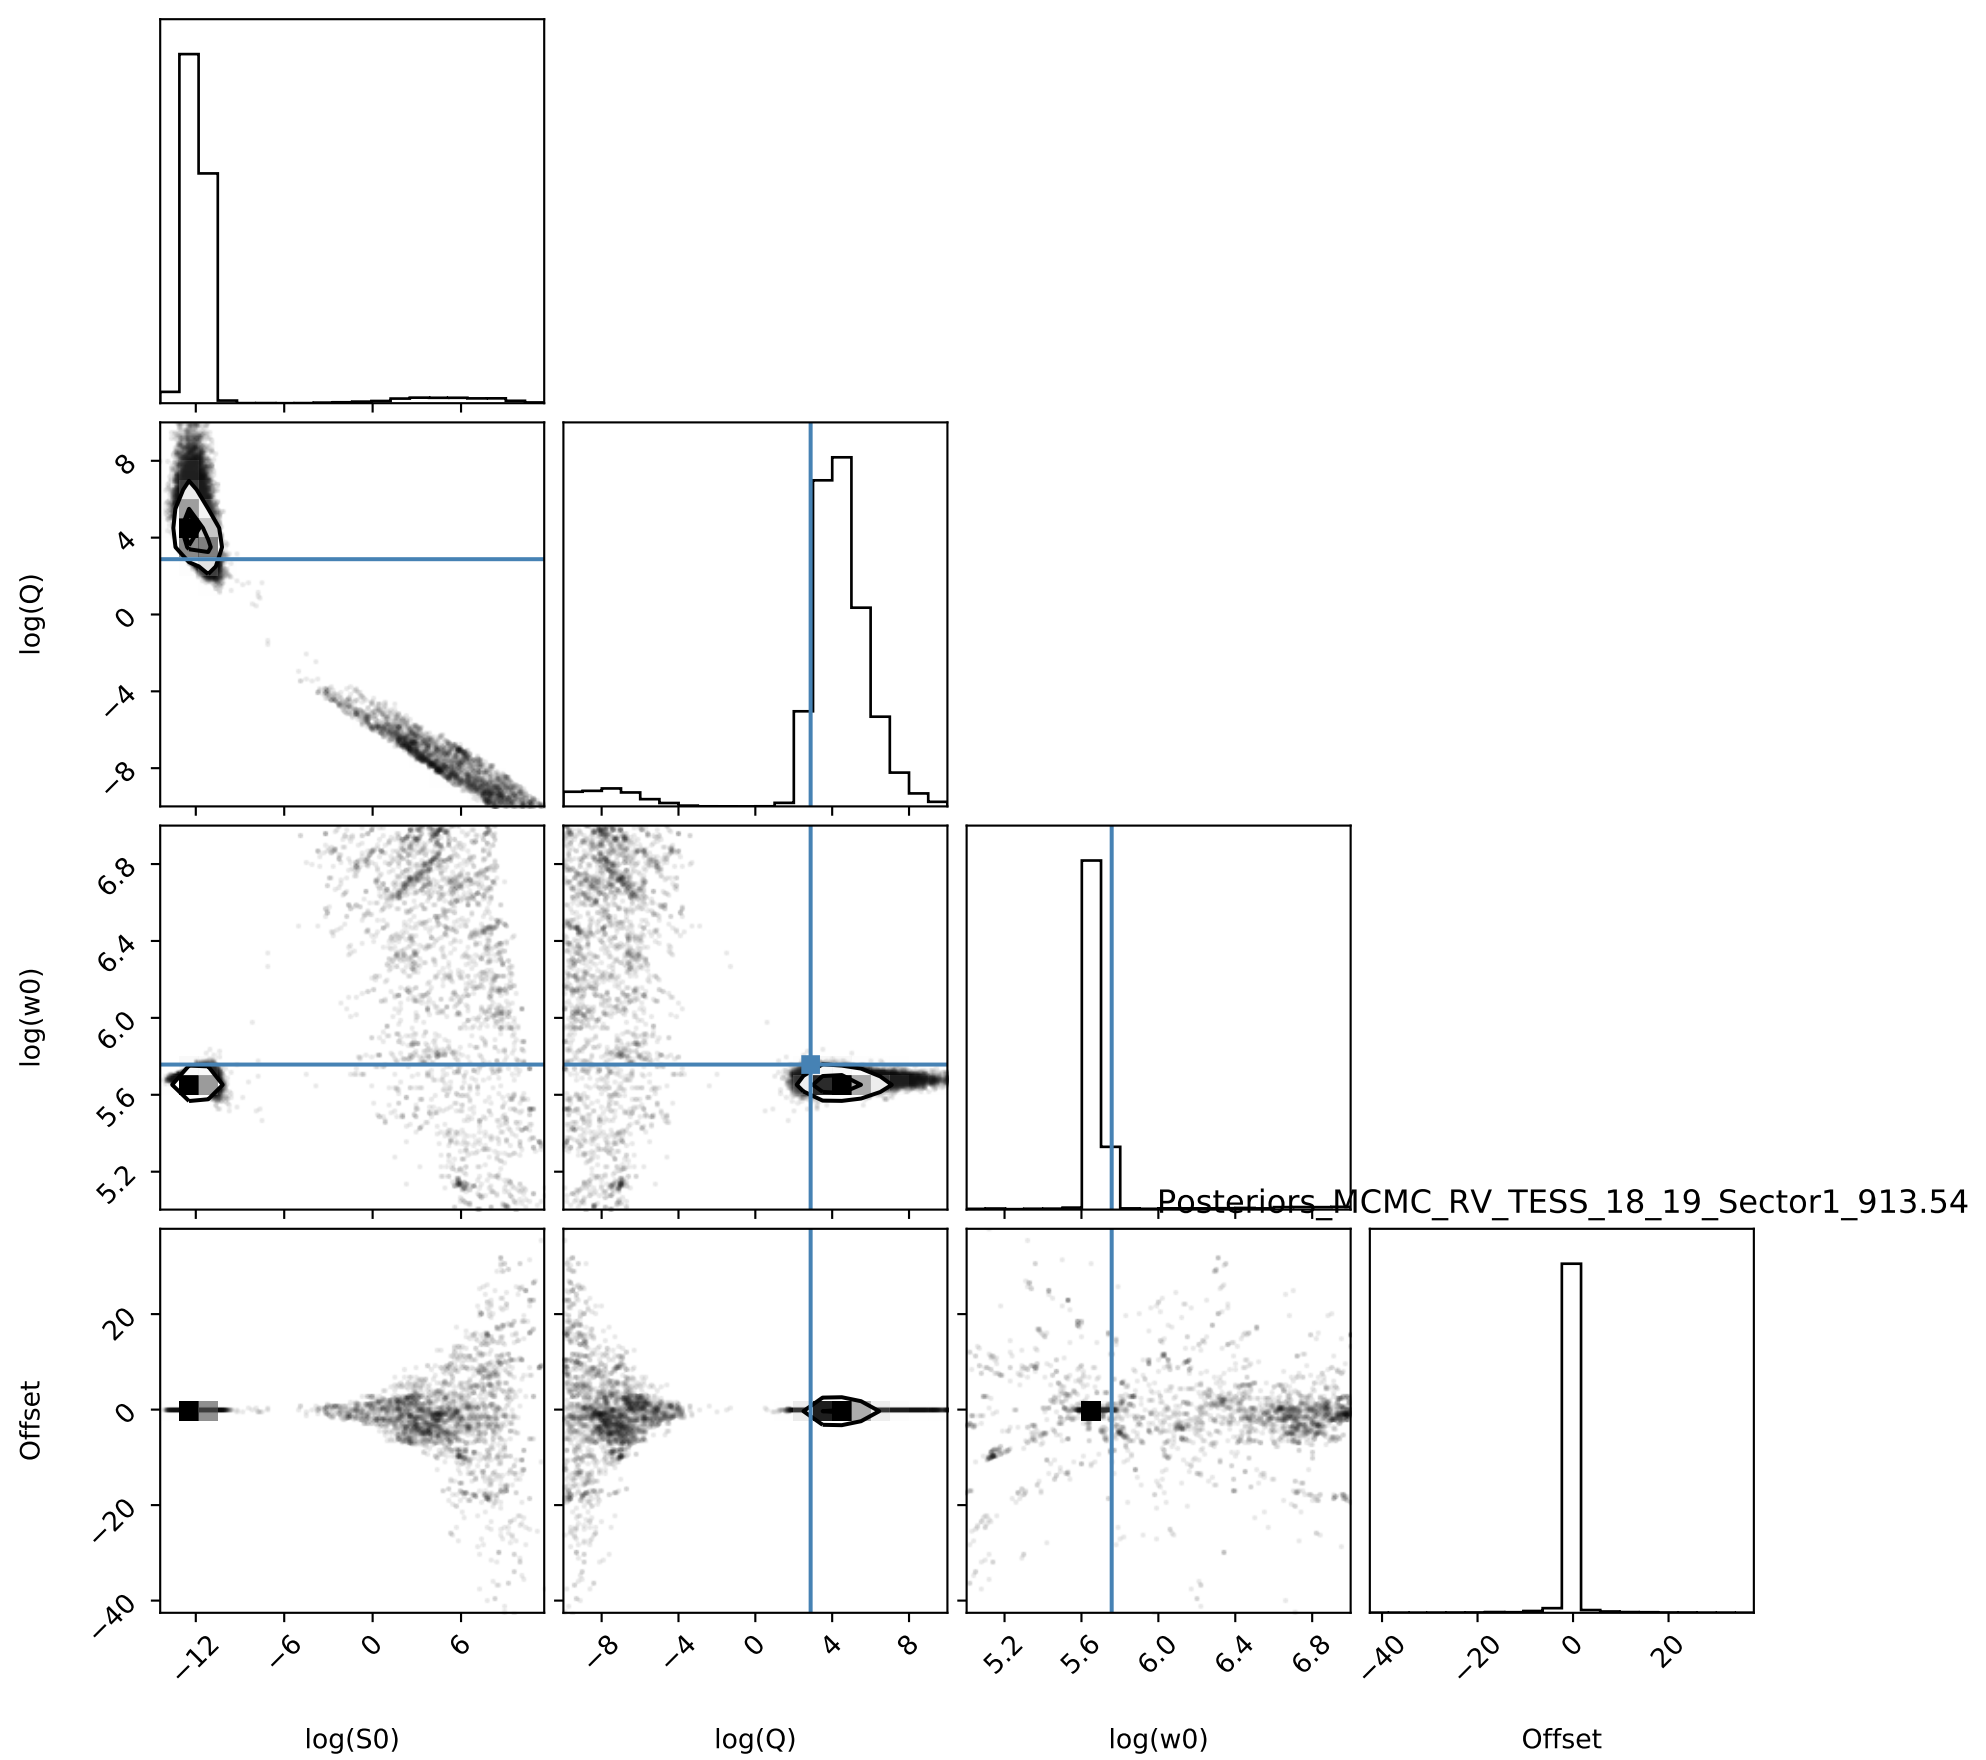 8
4
0
−4
−8
log(Q)
6.8
6.4
6.0
5.6
5.2
log(w0)
Posteriors_MCMC_RV_TESS_18_19_Sector1_913.54
20
0
−20
−40
Offset
−12 −6 0 6
−8 −4 0 4 8
5.2 5.6 6.0 6.4 6.8
−40 −20 0 20
log(S0)
log(Q)
log(w0)
Offset